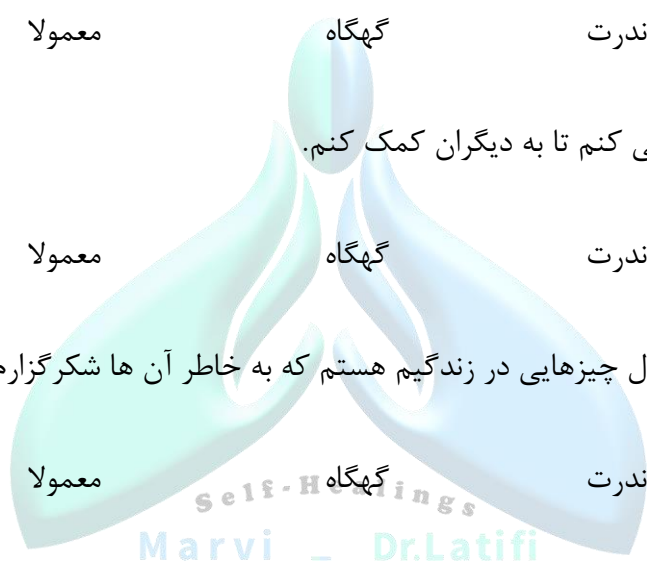 ندرت گهگاه معمولا
ی کنم تا به دیگران کمک کنم.
ندرت گهگاه معمولا
ل چیزهایی در زندگیم هستم که به خاطر آن ها شکرگزارم
ندرت گهگاه معمولا
Self-Healings
Marvi _ Dr.Latifi